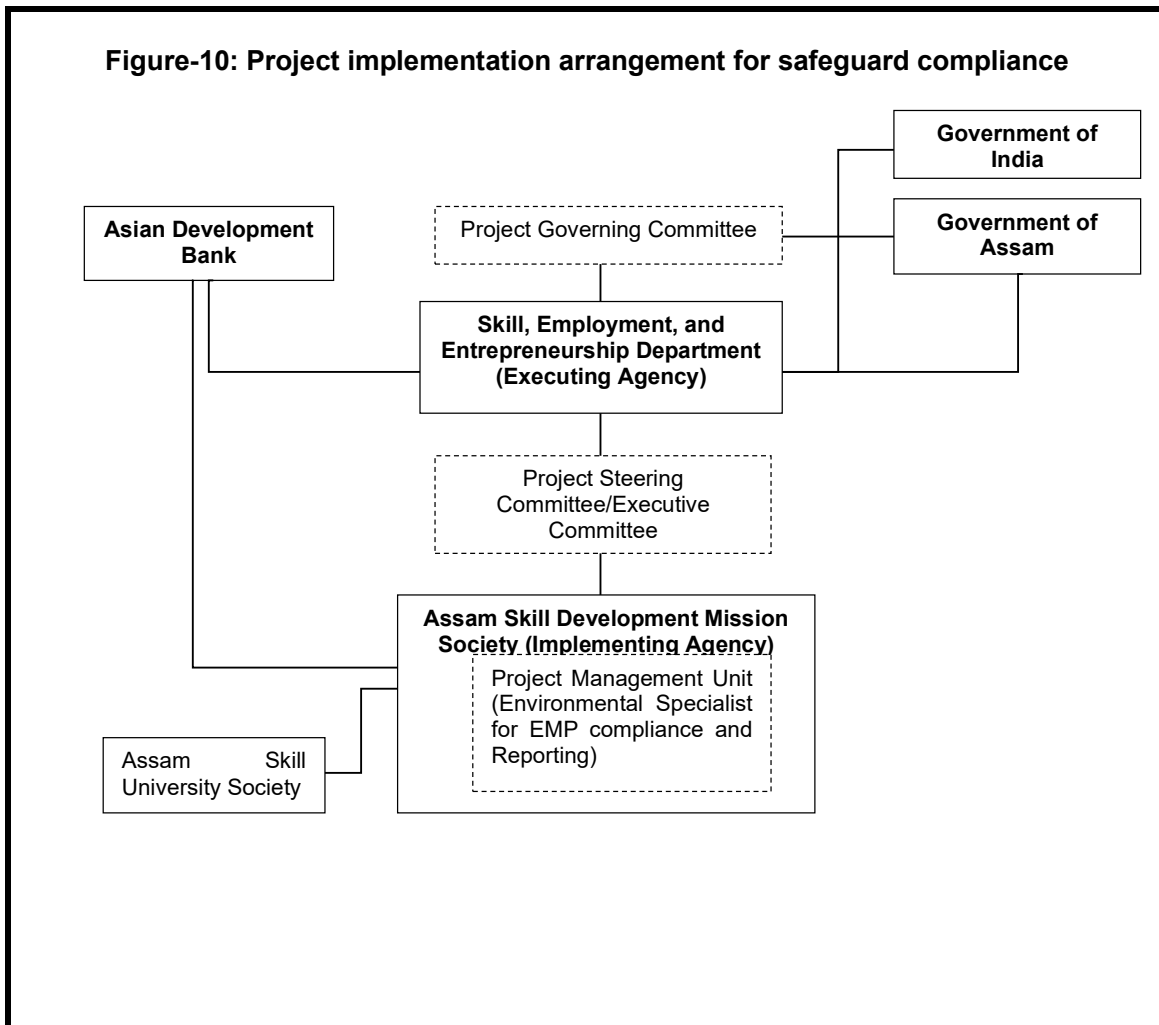 Figure-10: Project implementation arrangement for safeguard compliance
Government of
India
Asian Development
Bank
Project Governing Committee
Government of
Assam
Skill, Employment, and
Entrepreneurship Department
(Executing Agency)
Project Steering
Committee/Executive
Committee
Assam Skill Development Mission
Society (Implementing Agency)
Project Management Unit
(Environmental Specialist
for EMP compliance and
Reporting)
Assam Skill
University Society